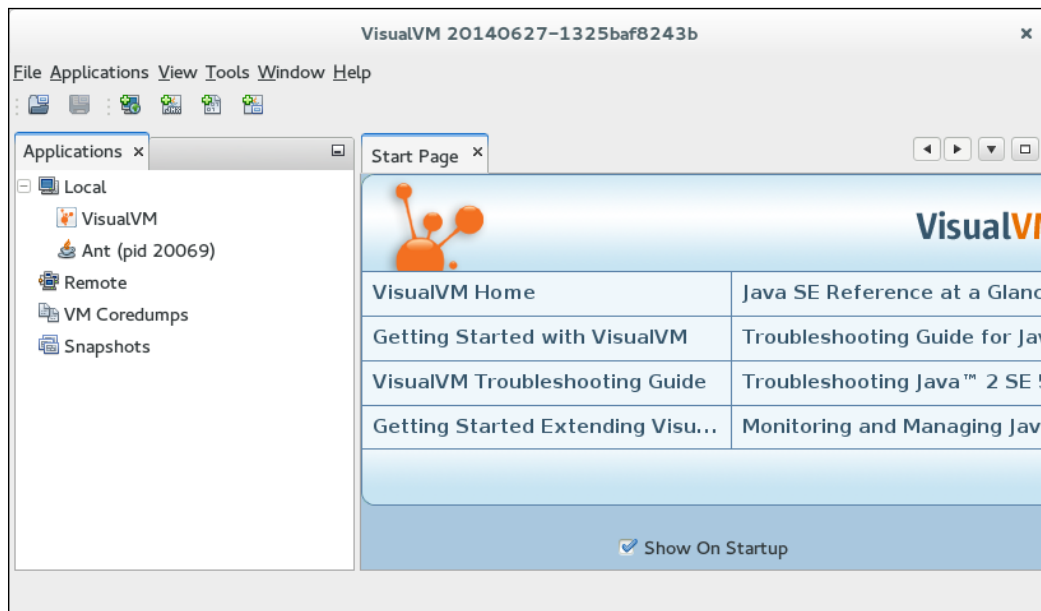 VisualVM 20140627-1325baf8243b
File Applications View Tools Window Help
Applications
Start Page
Local
VisualVM
Ant (pid 20069)
Remote
VM Coredumps
Snapshots
VisualVM
VisualVM Home
Java SE Reference at a Glanc
Getting Started with VisualVM
Troubleshooting Guide for Jav
VisualVM Troubleshooting Guide
Troubleshooting Java™ 2 SE
Getting Started Extending Visu...
Monitoring and Managing Jav
Show On Startup